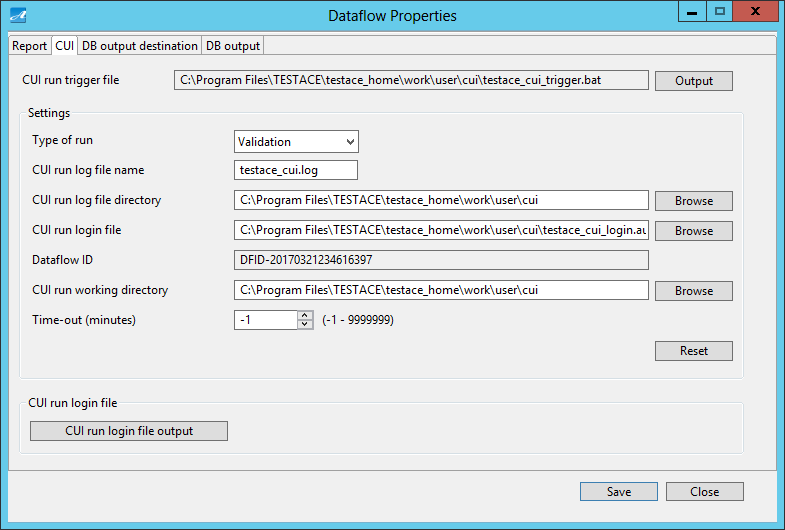 Dataflow Properties
Report CUI DB output destination DB output
CUI run trigger file C:\Program Files\TESTACE\testace_home\work\user\cui\testace_cui_trigger.bat Output
Settings
Type of run Validation
CUI run log file name testace_cui.log
CUI run log file directory C:\Program Files\TESTACE\testace_home\work\user\cui Browse
CUI run login file C:\Program Files\TESTACE\testace_home\work\user\cui\testace_cui_login.au Browse
Dataflow ID DFID-20170321234616397
CUI run working directory C:\Program Files\TESTACE\testace_home\work\user\cui Browse
Time-out (minutes) -1 (-1 - 9999999)
Reset
CUI run login file
CUI run login file output
Save Close